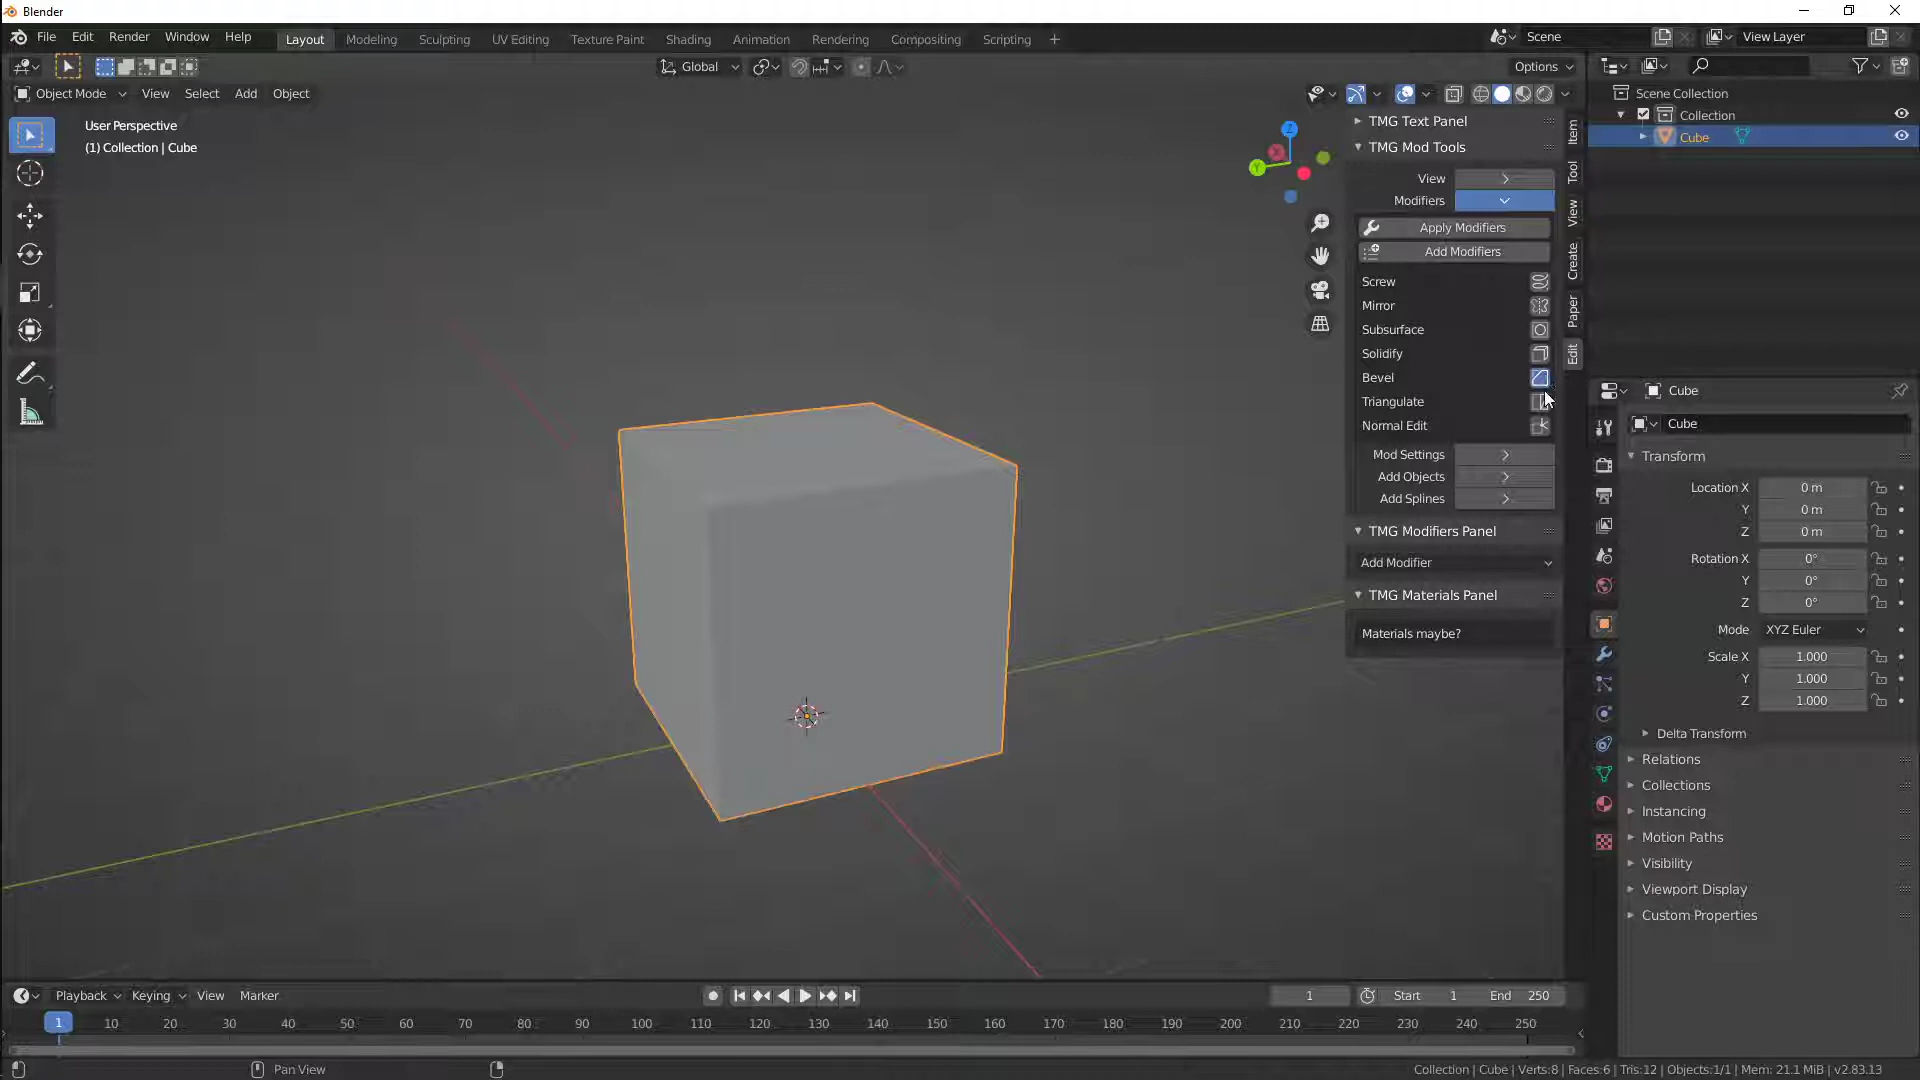 Blender
File Edit Render Window Help Layout Modeling Sculpting UV Editing Texture Paint Shading Animation Rendering Compositing Scripting + Scene View Layer
Global Options
Object Mode View Select Add Object
User Perspective
(1) Collection | Cube
Z
Y
TMG Text Panel
TMG Mod Tools
View
Modifiers
Apply Modifiers
Add Modifiers
Screw
Mirror
Subsurface
Solidify
Bevel
Triangulate
Normal Edit
Mod Settings
Add Objects
Add Splines
TMG Modifiers Panel
Add Modifier
TMG Materials Panel
Materials maybe?
Item
Tool
View
Create
Paper
Edit
Scene Collection
Collection
Cube
Cube
Cube
Transform
Location X 0 m
Y 0 m
Z 0 m
Rotation X 0°
Y 0°
Z 0°
Mode XYZ Euler
Scale X 1.000
Y 1.000
Z 1.000
Delta Transform
Relations
Collections
Instancing
Motion Paths
Visibility
Viewport Display
Custom Properties
Playback Keying View Marker 1 Start 1 End 250
1 10 20 30 40 50 60 70 80 90 100 110 120 130 140 150 160 170 180 190 200 210 220 230 240 250
Pan View Collection | Cube | Verts:8 | Faces:6 | Tris:12 | Objects:1/1 | Mem: 21.1 MiB | v2.83.13